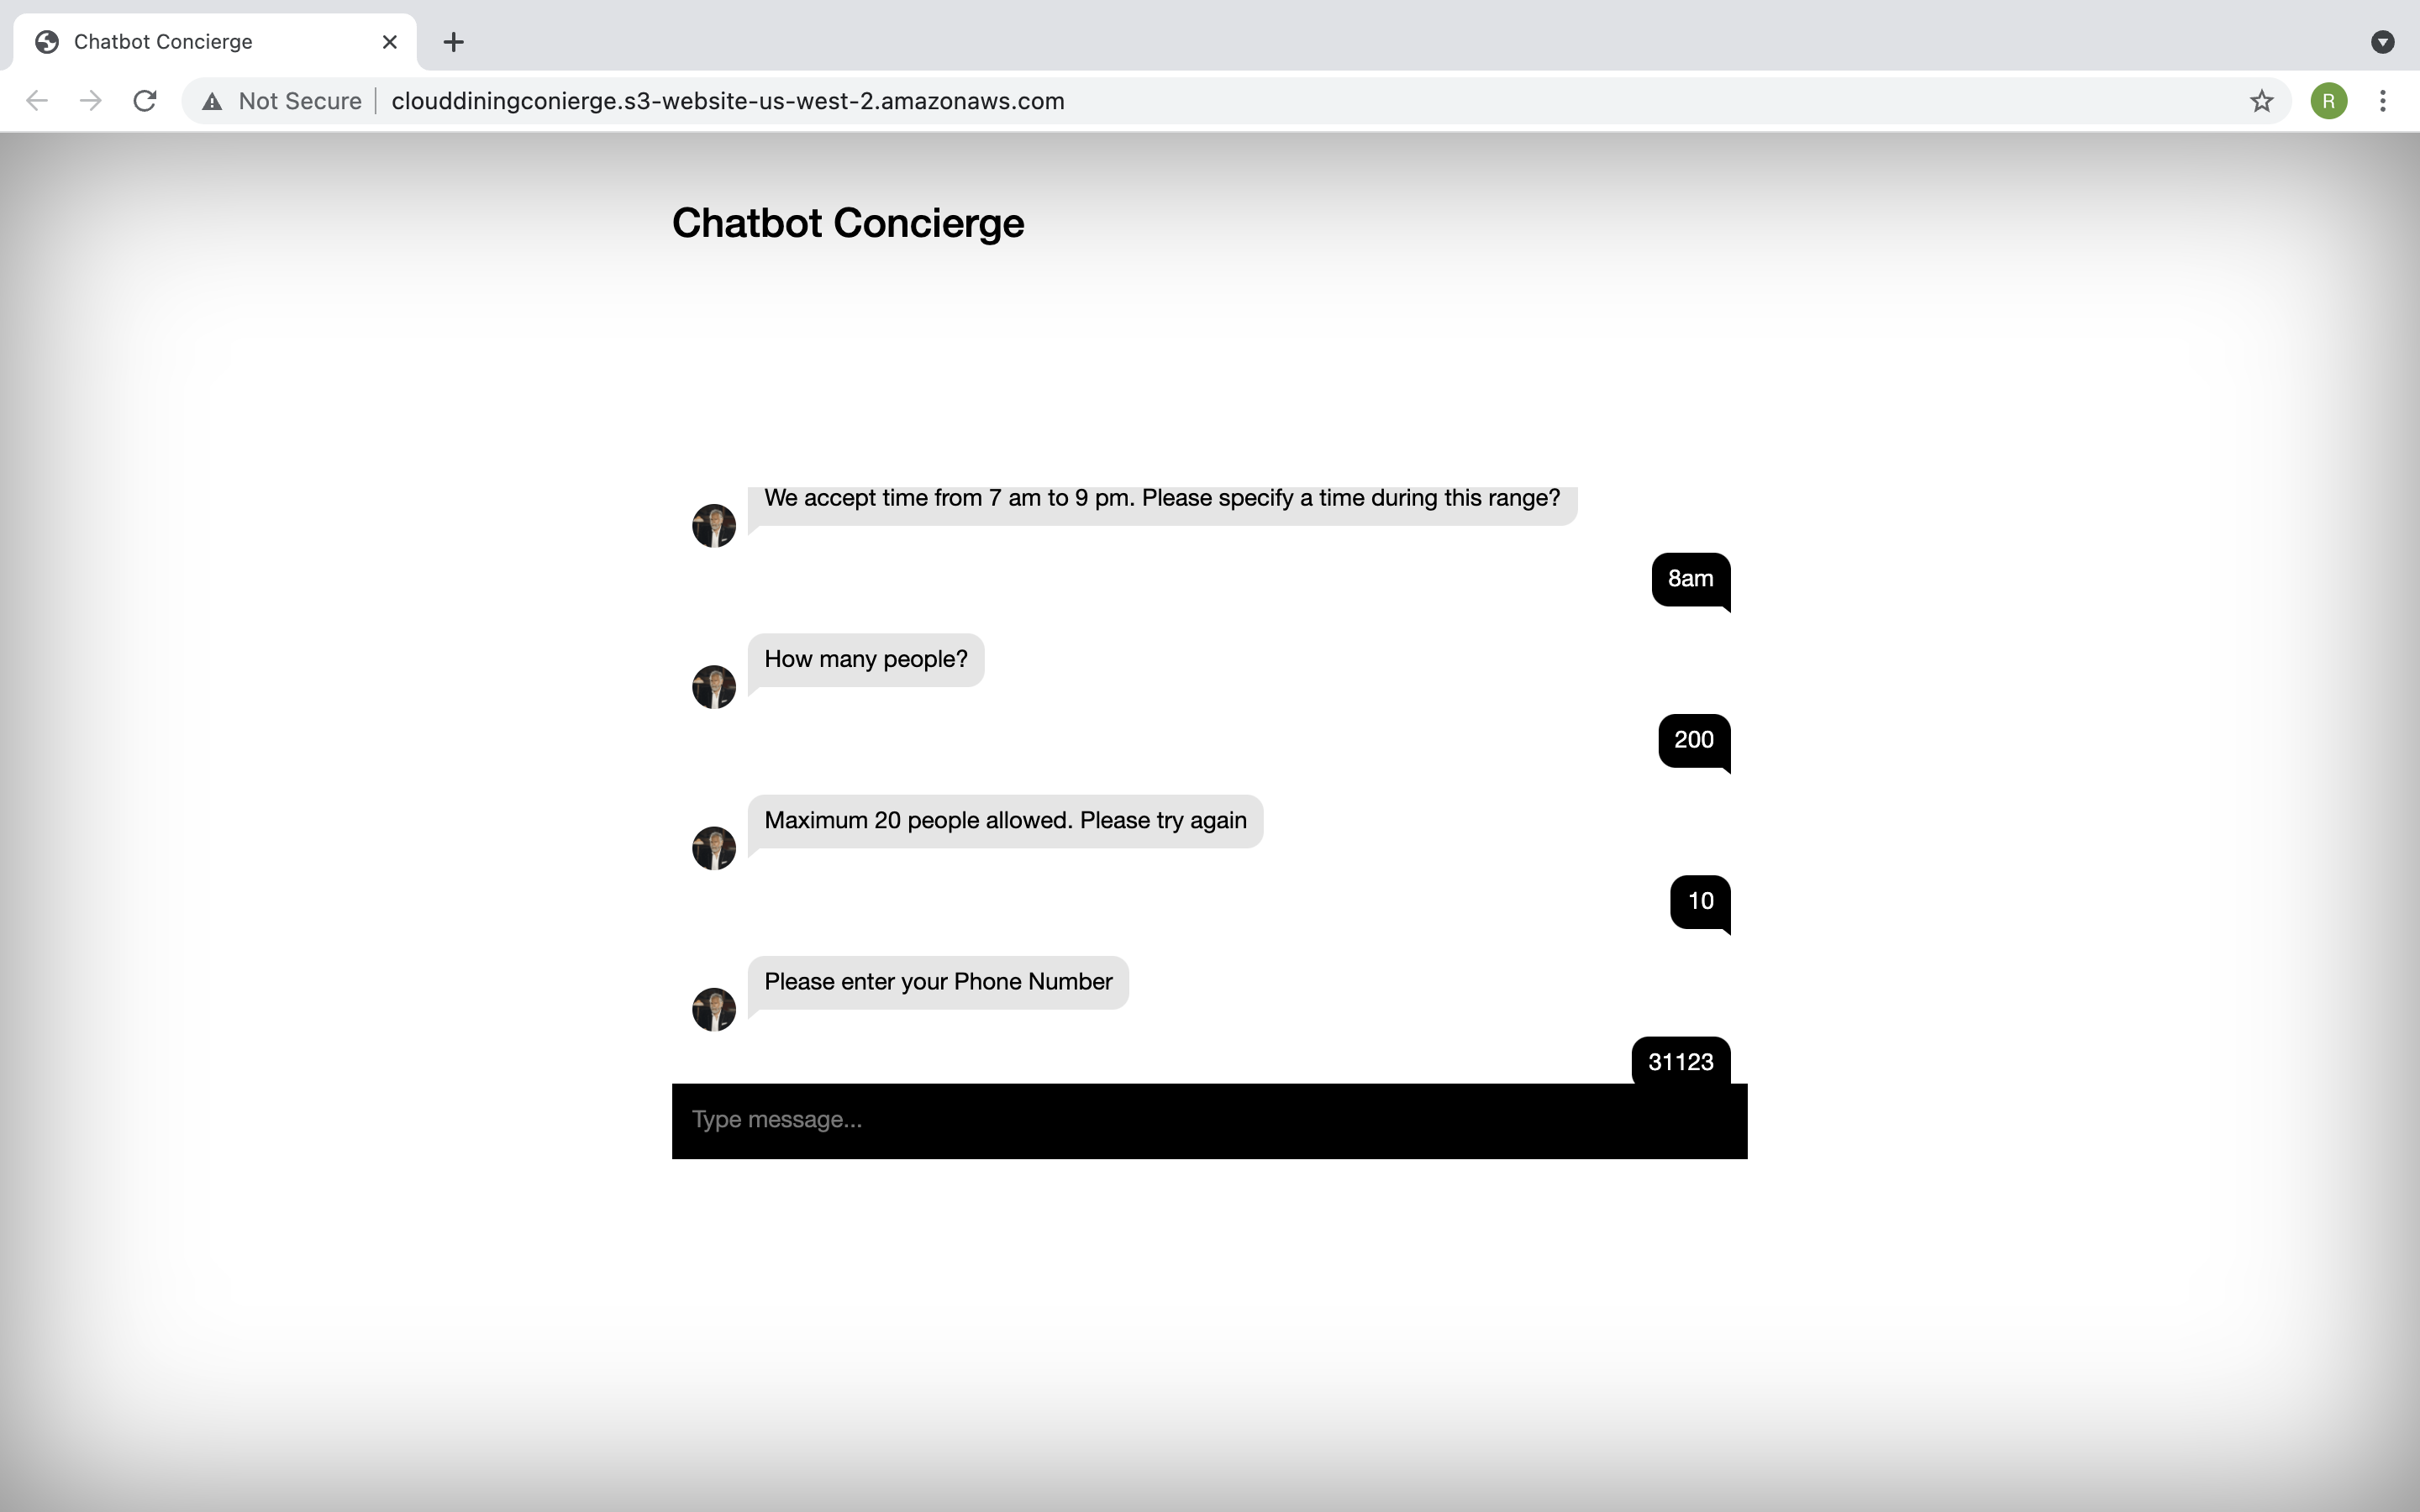 Chatbot Concierge
Not Secure
clouddiningconierge.s3-website-us-west-2.amazonaws.com
R
Chatbot Concierge
We accept time from 7 am to 9 pm. Please specify a time during this range?
8am
How many people?
200
Maximum 20 people allowed. Please try again
10
Please enter your Phone Number
31123
Type message...